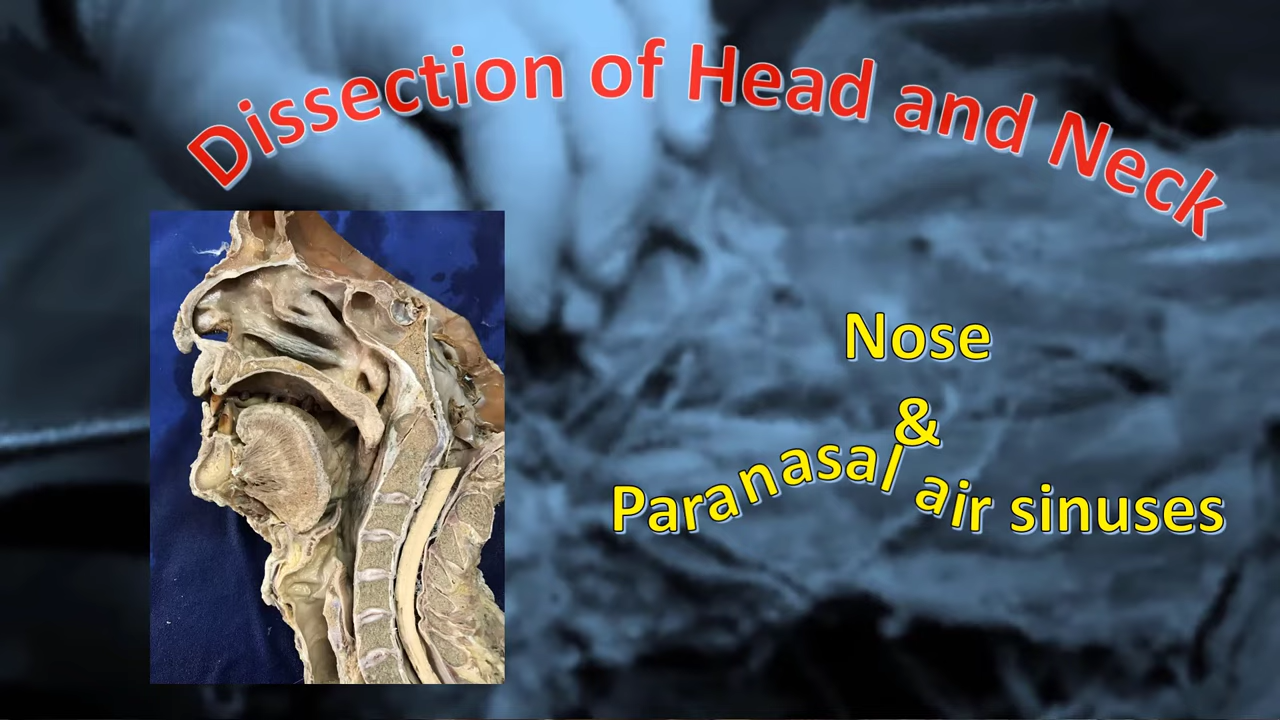 Dissection of Head and Neck
Nose
&
Paranasal air sinuses